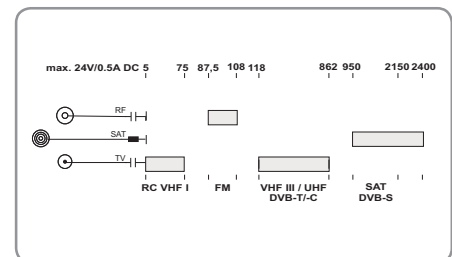 max. 24V/0.5A DC 5 75 87,5 108 118 862 950 2150 2400
RF
SAT
TV
RC VHF I FM VHF III / UHF SAT
DVB-T/-C DVB-S